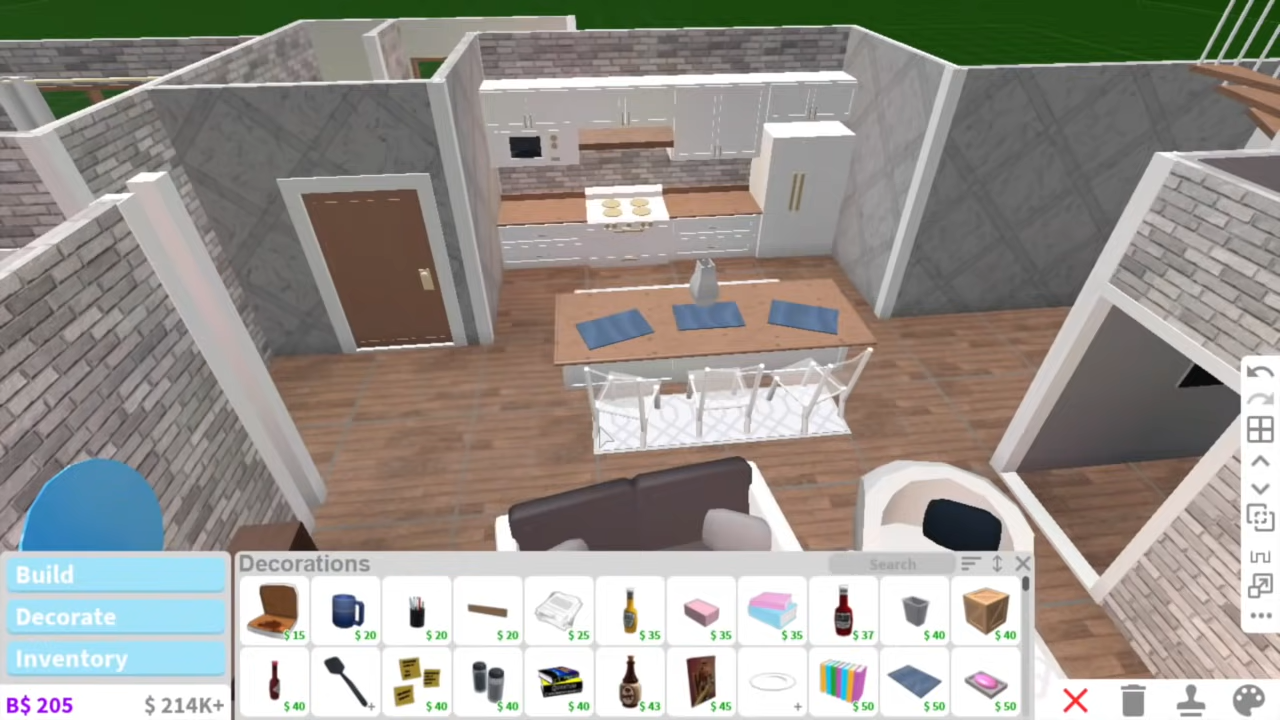 Decorations
Search
$ 15
$ 20
$ 20
$ 20
$ 25
$ 35
$ 35
$ 35
$ 37
$ 40
$ 40
$ 40
$ 40
$ 40
$ 40
$ 43
$ 45
$ 50
$ 50
$ 50
Build
Decorate
Inventory
B$ 205
$ 214K+